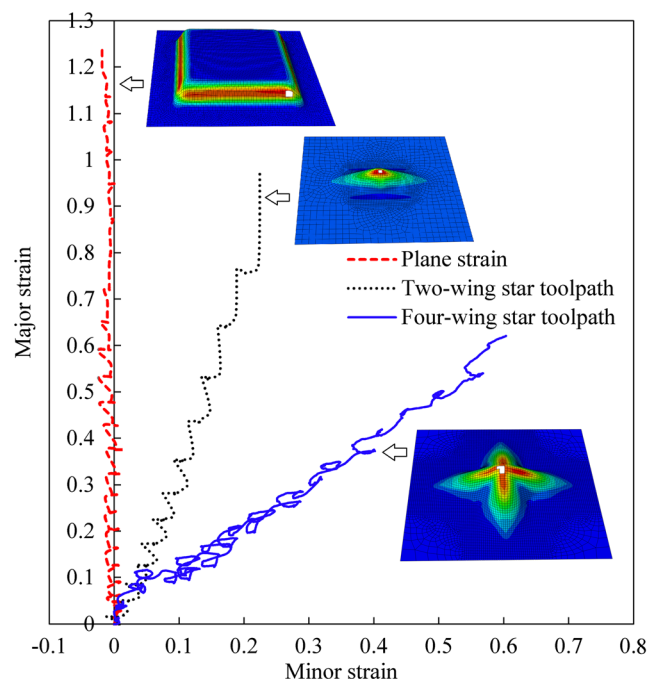 1.3
1.2
1.1
1
0.9
0.8
0.7
0.6
0.5
0.4
0.3
0.2
0.1
0
Major strain
Plane strain
Two-wing star toolpath
Four-wing star toolpath
-0.1 0 0.1 0.2 0.3 0.4 0.5 0.6 0.7 0.8
Minor strain